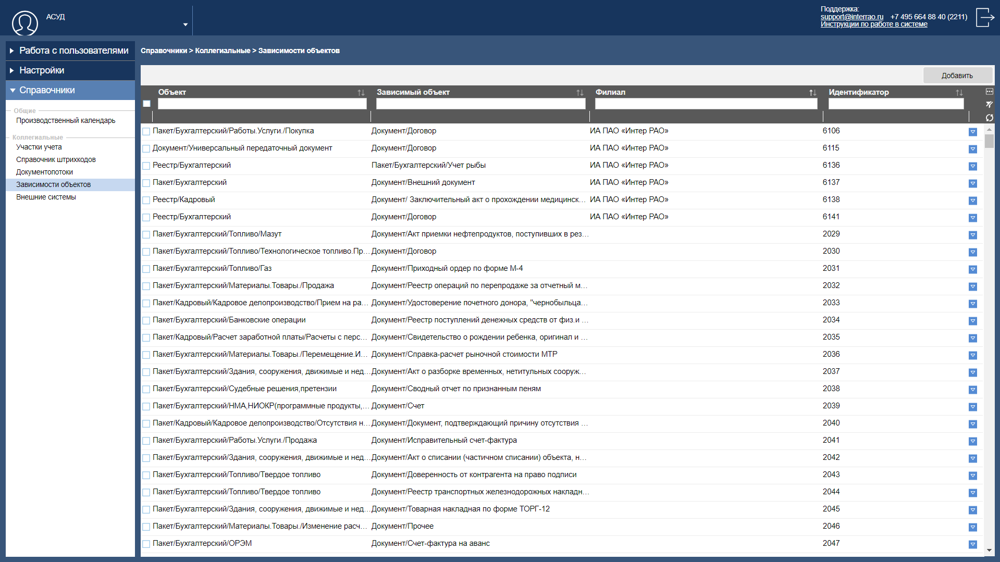 АСУД
Поддержка:
support@interrao.ru +7 495 664 88 40 (2211)
Инструкции по работе в системе
Работа с пользователями
Настройки
Справочники
Общие
Производственный календарь
Коллегиальные
Участки учета
Справочник штрихкодов
Документопотоки
Зависимости объектов
Внешние системы
Справочники > Коллегиальные > Зависимости объектов
Добавить
Объект Зависимый объект Филиал Идентификатор
Пакет/Бухгалтерский/Работы.Услуги./Покупка Документ/Договор ИА ПАО «Интер РАО» 6106
Документ/Универсальный передаточный документ Документ/Договор ИА ПАО «Интер РАО» 6115
Реестр/Бухгалтерский Пакет/Бухгалтерский/Учет рыбы ИА ПАО «Интер РАО» 6136
Пакет/Бухгалтерский Документ/Внешний документ ИА ПАО «Интер РАО» 6137
Реестр/Кадровый Документ/ Заключительный акт о прохождении медицинск... ИА ПАО «Интер РАО» 6138
Реестр/Бухгалтерский Документ/Договор ИА ПАО «Интер РАО» 6141
Пакет/Бухгалтерский/Топливо/Мазут Документ/Акт приемки нефтепродуктов, поступивших в рез... 2029
Пакет/Бухгалтерский/Топливо/Технологическое топливо.Пр... Документ/Договор 2030
Пакет/Бухгалтерский/Топливо/Газ Документ/Приходный ордер по форме М-4 2031
Пакет/Бухгалтерский/Материалы.Товары./Продажа Документ/Реестр операций по перепродаже за отчетный м... 2032
Пакет/Кадровый/Кадровое делопроизводство/Прием на ра... Документ/Удостоверение почетного донора, "чернобыльца... 2033
Пакет/Бухгалтерский/Банковские операции Документ/Реестр поступлений денежных средств от физ.и ... 2034
Пакет/Кадровый/Расчет заработной платы/Расчеты с перс... Документ/Свидетельство о рождении ребенка, оригинал и ... 2035
Пакет/Бухгалтерский/Материалы.Товары./Перемещение.И... Документ/Справка-расчет рыночной стоимости МТР 2036
Пакет/Бухгалтерский/Здания, сооружения, движимые и нед... Документ/Акт о разборке временных, нетитульных сооруж... 2037
Пакет/Бухгалтерский/Судебные решения,претензии Документ/Сводный отчет по признанным пеням 2038
Пакет/Бухгалтерский/НМА,НИОКР(программные продукты,... Документ/Счет 2039
Пакет/Кадровый/Кадровое делопроизводство/Отсутствия н... Документ/Документ, подтверждающий причину отсутствия ... 2040
Пакет/Бухгалтерский/Работы.Услуги./Продажа Документ/Исправительный счет-фактура 2041
Пакет/Бухгалтерский/Здания, сооружения, движимые и нед... Документ/Акт о списании (частичном списании) объекта, н... 2042
Пакет/Бухгалтерский/Топливо/Твердое топливо Документ/Доверенность от контрагента на право подписи 2043
Пакет/Бухгалтерский/Топливо/Твердое топливо Документ/Реестр транспортных железнодорожных накладн... 2044
Пакет/Бухгалтерский/Здания, сооружения, движимые и нед... Документ/Товарная накладная по форме ТОРГ-12 2045
Пакет/Бухгалтерский/Материалы.Товары./Изменение расч... Документ/Прочее 2046
Пакет/Бухгалтерский/ОРЭМ Документ/Счет-фактура на аванс 2047